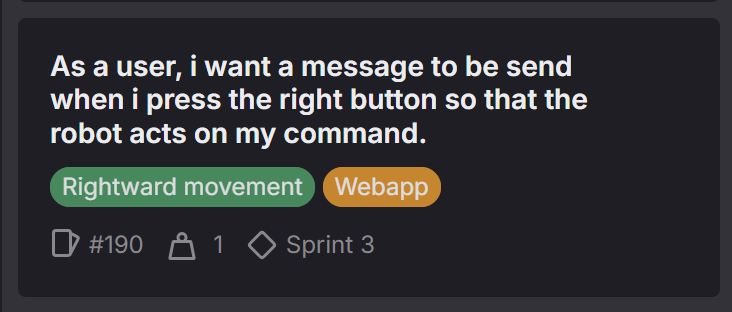 As a user, i want a message to be send
when i press the right button so that the
robot acts on my command.
Rightward movement Webapp
#190 1 Sprint 3